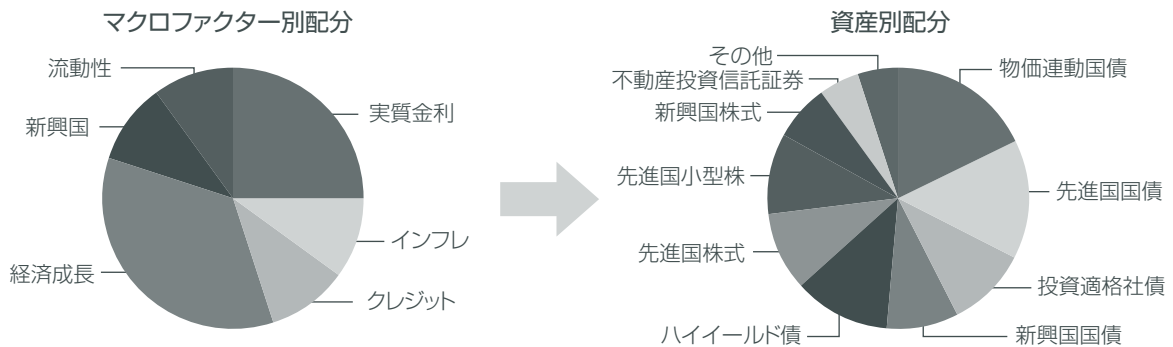 マクロファクター別配分
流動性
新興国
経済成長
実質金利
インフレ
クレジット
資産別配分
その他
不動産投資信託証券
新興国株式
先進国小型株
先進国株式
ハイイールド債
物価連動国債
先進国国債
投資適格社債
新興国国債